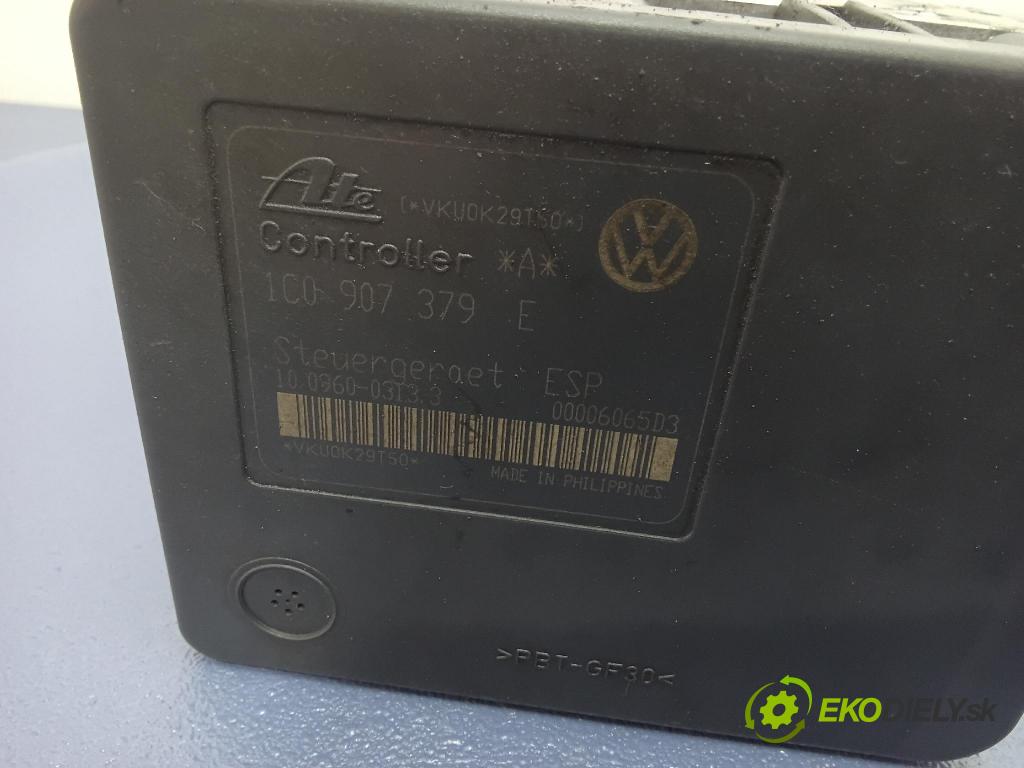 Ate (*VKU0K29T50*)
Controller *A*
1C0 907 379 E
Steuergeraet ESP
10.0960-0313.3 00006065D3
*VKU0K29T50* MADE IN PHILIPPINES
>PBT-GF30<
EKODIELY.sk